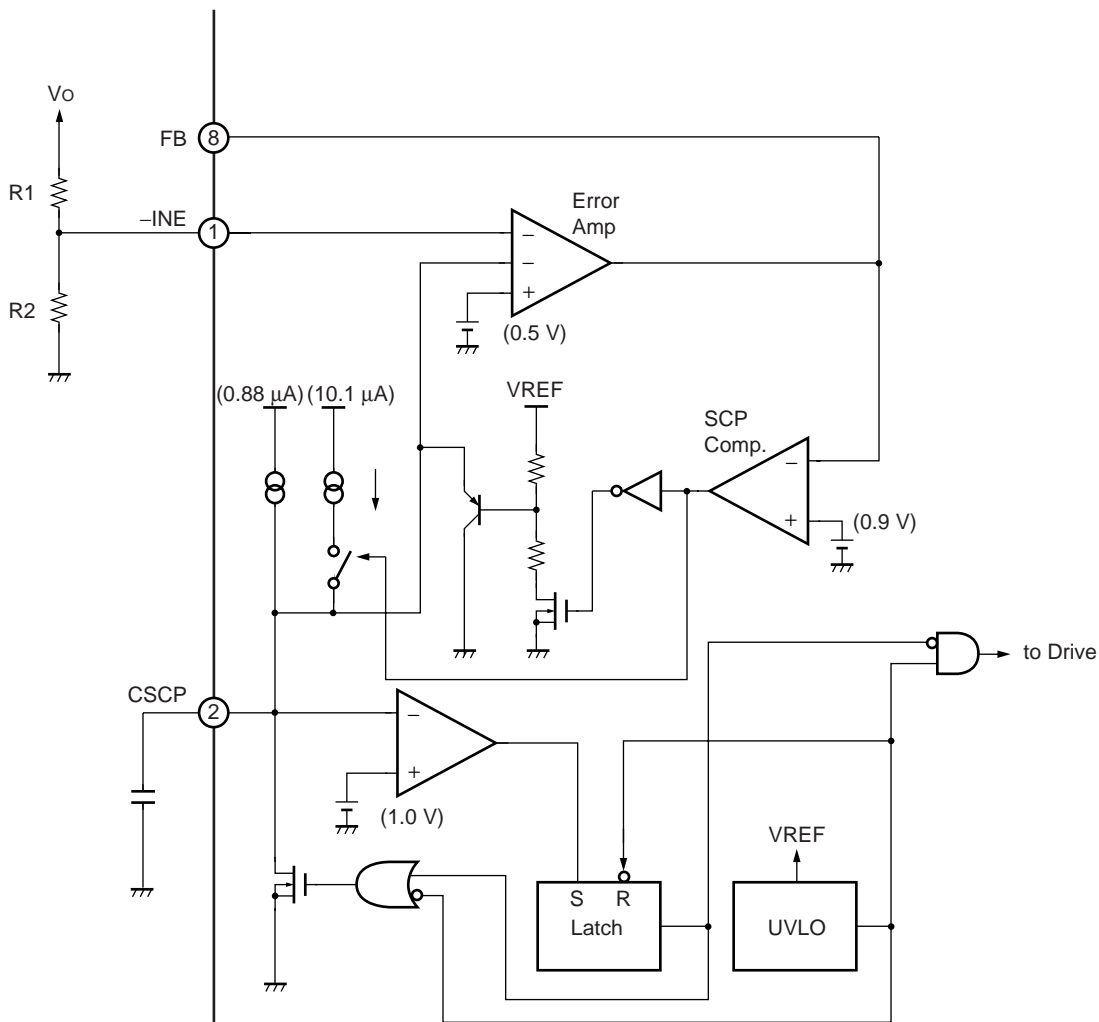 Vo
FB
8
R1
–INE
1
Error
Amp
−
−
+
R2
(0.5 V)
(0.88 µA) (10.1 µA)
VREF
SCP
Comp.
−
+
(0.9 V)
to Drive
CSCP
2
−
+
(1.0 V)
VREF
S R
Latch
UVLO